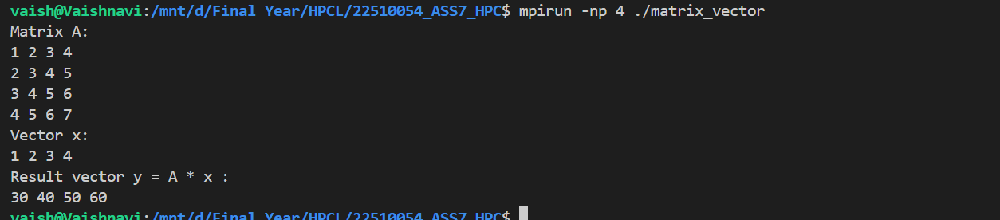 vaish@Vaishnavi:/mnt/d/Final Year/HPCL/22510054_ASS7_HPC$ mpirun -np 4 ./matrix_vector
Matrix A:
1 2 3 4
2 3 4 5
3 4 5 6
4 5 6 7
Vector x:
1 2 3 4
Result vector y = A * x :
30 40 50 60
vaish@Vaishnavi:/mnt/d/Final Year/HPCL/22510054_ASS7_HPC$